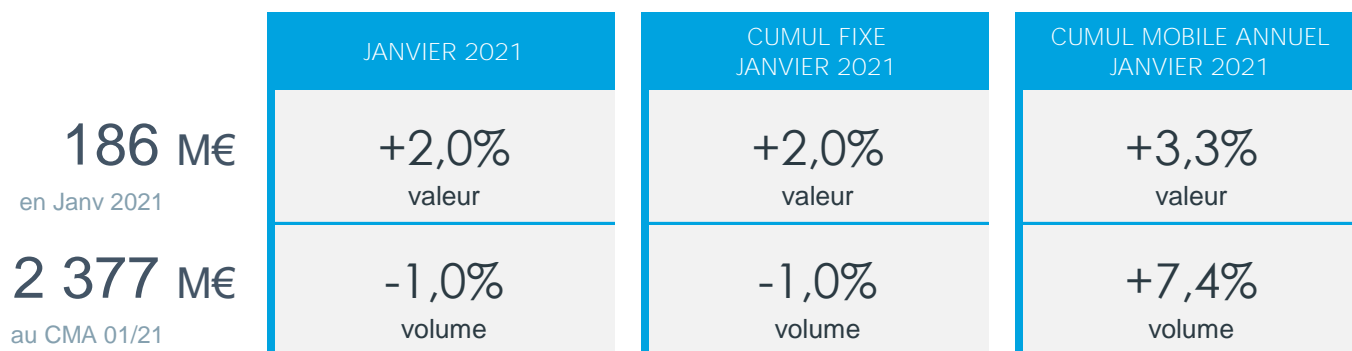 186 M€
en Janv 2021
2 377 M€
au CMA 01/21
JANVIER 2021
+2,0%
valeur
-1,0%
volume
CUMUL FIXE
JANVIER 2021
+2,0%
valeur
-1,0%
volume
CUMUL MOBILE ANNUEL
JANVIER 2021
+3,3%
valeur
+7,4%
volume